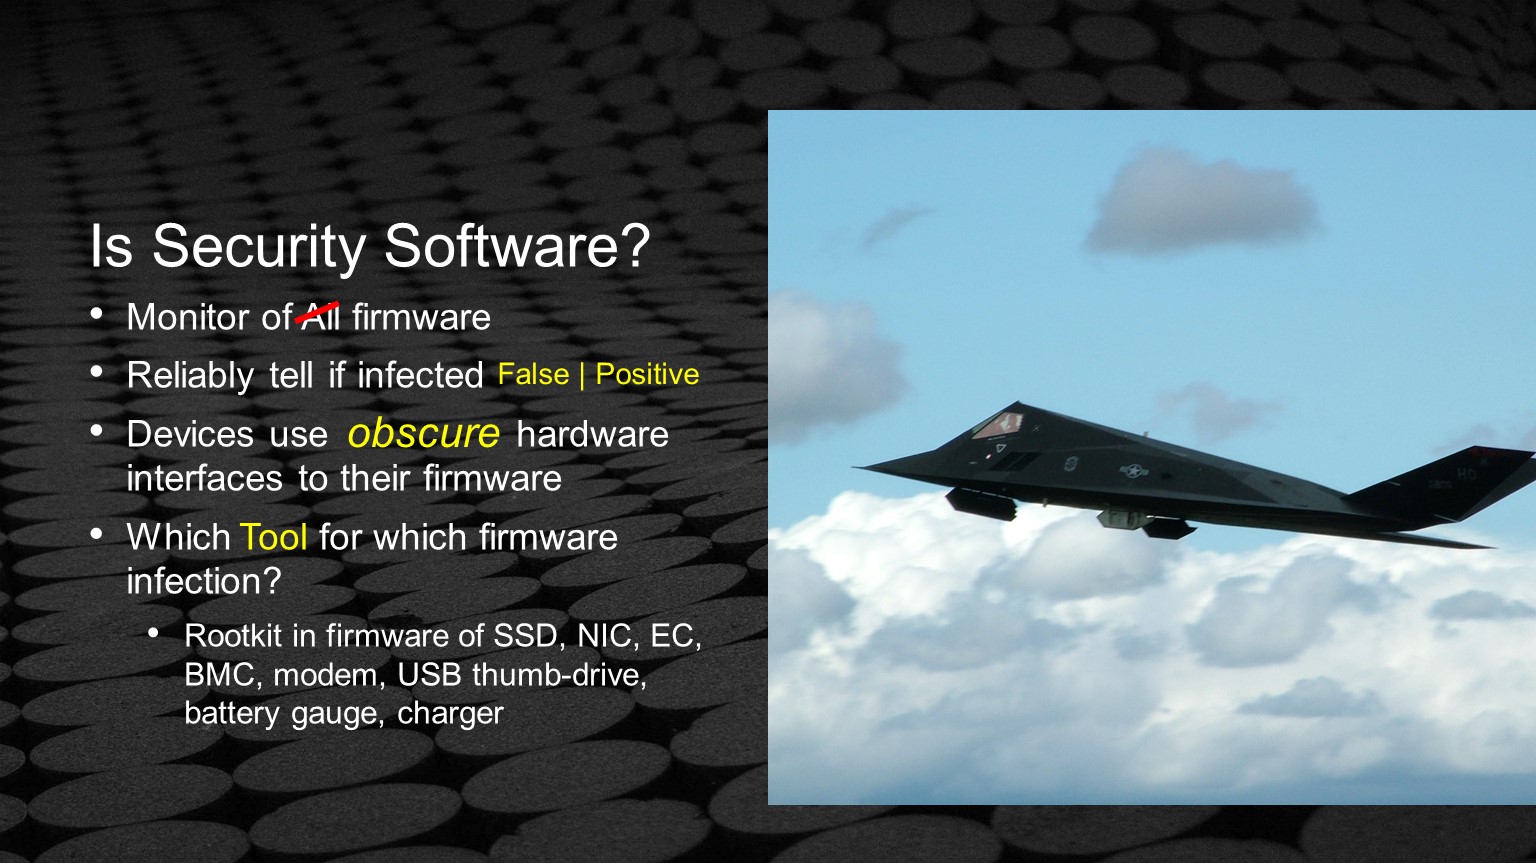 Is Security Software?
• Monitor of All firmware
• Reliably tell if infected False | Positive
• Devices use obscure hardware
interfaces to their firmware
• Which Tool for which firmware
infection?
• Rootkit in firmware of SSD, NIC, EC,
BMC, modem, USB thumb-drive,
battery gauge, charger
HO